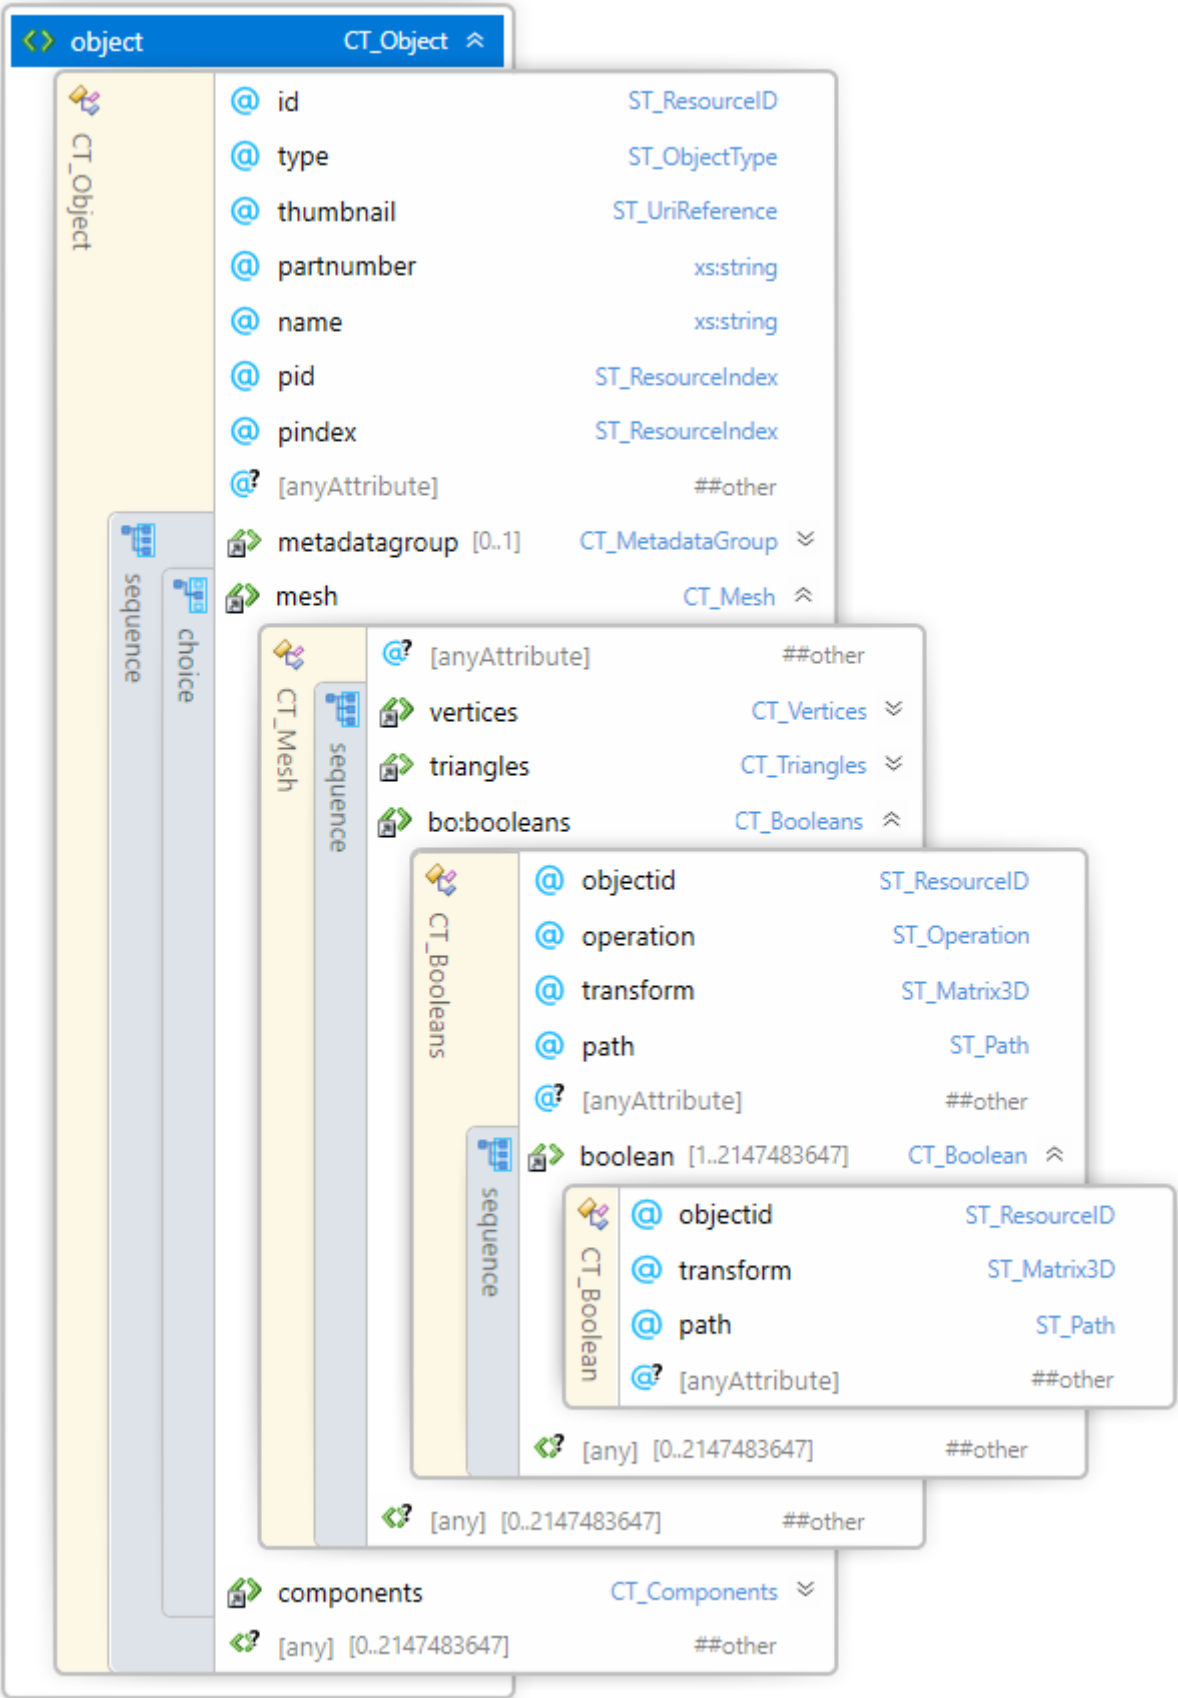 object CT_Object
CT_Object
id ST_ResourceID
type ST_ObjectType
thumbnail ST_UriReference
partnumber xs:string
name xs:string
pid ST_ResourceIndex
pindex ST_ResourceIndex
[anyAttribute] ##other
sequence
metadatagroup [0..1] CT_MetadataGroup
choice
mesh CT_Mesh
CT_Mesh
[anyAttribute] ##other
sequence
vertices CT_Vertices
triangles CT_Triangles
bo:booleans CT_Booleans
CT_Booleans
objectid ST_ResourceID
operation ST_Operation
transform ST_Matrix3D
path ST_Path
[anyAttribute] ##other
sequence
boolean [1..2147483647] CT_Boolean
CT_Boolean
objectid ST_ResourceID
transform ST_Matrix3D
path ST_Path
[anyAttribute] ##other
[any] [0..2147483647] ##other
[any] [0..2147483647] ##other
components CT_Components
[any] [0..2147483647] ##other